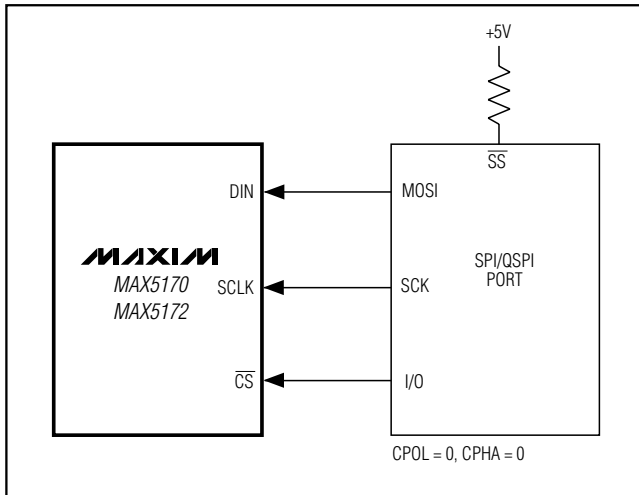 +5V
SS
DIN
MOSI
MAXIM
MAX5170
MAX5172
SCLK
SCK
SPI/QSPI
PORT
CS
I/O
CPOL = 0, CPHA = 0